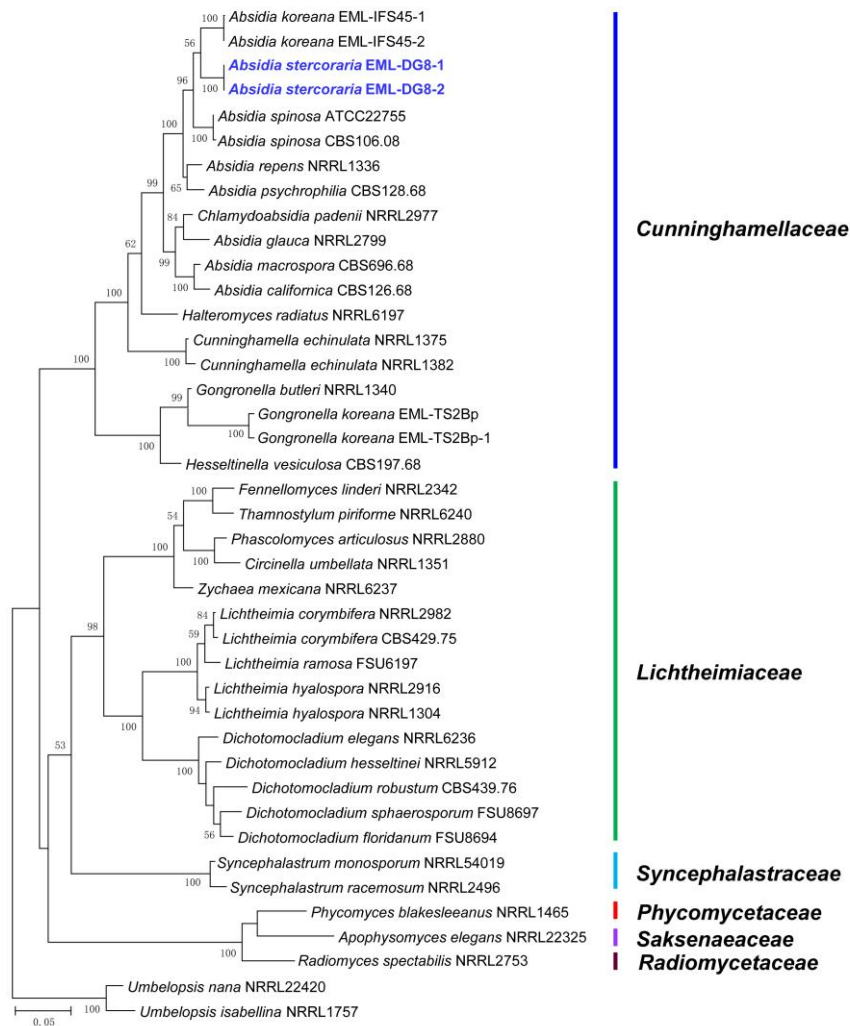 100
Absidia koreana EML-IFS45-1
56
Absidia koreana EML-IFS45-2
Absidia stercoraria EML-DG8-1
96
100
Absidia stercoraria EML-DG8-2
Absidia spinosa ATCC22755
100
100
Absidia spinosa CBS106.08
Absidia repens NRRL1336
99
65
Absidia psychrophilia CBS128.68
84
Chlamydoabsidia padenii NRRL2977
Cunninghamellaceae
62
Absidia glauca NRRL2799
99
Absidia macrospora CBS696.68
100
100
Absidia californica CBS126.68
Halteromyces radiatus NRRL6197
Cunninghamella echinulata NRRL1375
100
100
Cunninghamella echinulata NRRL1382
99
Gongronella butleri NRRL1340
Gongronella koreana EML-TS2Bp
100
100
Gongronella koreana EML-TS2Bp-1
Hesseltinella vesiculosa CBS197.68
100
Fennellomyces linderi NRRL2342
54
Thamnostylum piriforme NRRL6240
100
Phascolomyces articulosus NRRL2880
100
Circinella umbellata NRRL1351
Zychaea mexicana NRRL6237
98
84
Lichtheimia corymbifera NRRL2982
59
Lichtheimia corymbifera CBS429.75
100
Lichtheimia ramosa FSU6197
Lichtheimiaceae
Lichtheimia hyalospora NRRL2916
94
Lichtheimia hyalospora NRRL1304
100
Dichotomocladium elegans NRRL6236
53
100
Dichotomocladium hesseltinei NRRL5912
Dichotomocladium robustum CBS439.76
Dichotomocladium sphaerosporum FSU8697
56
Dichotomocladium floridanum FSU8694
Syncephalastrum monosporum NRRL54019
Syncephalastraceae
100
Syncephalastrum racemosum NRRL2496
Phycomyces blakesleeanus NRRL1465
Phycomycetaceae
Apophysomyces elegans NRRL22325
Saksenaeaceae
100
Radiomyces spectabilis NRRL2753
Radiomycetaceae
Umbelopsis nana NRRL22420
100
Umbelopsis isabellina NRRL1757
0.05